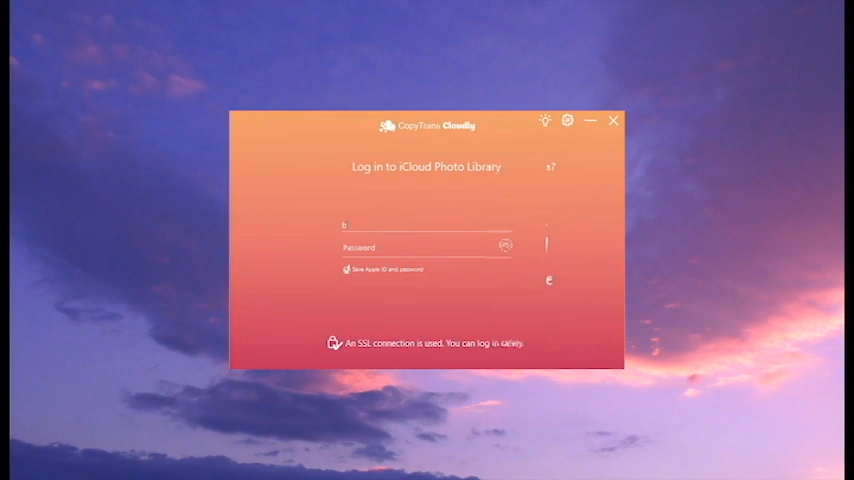 CopyTrans Cloudly
Log in to iCloud Photo Library
s?
b
Password
Save Apple ID and password
An SSL connection is used. You can log in safely.